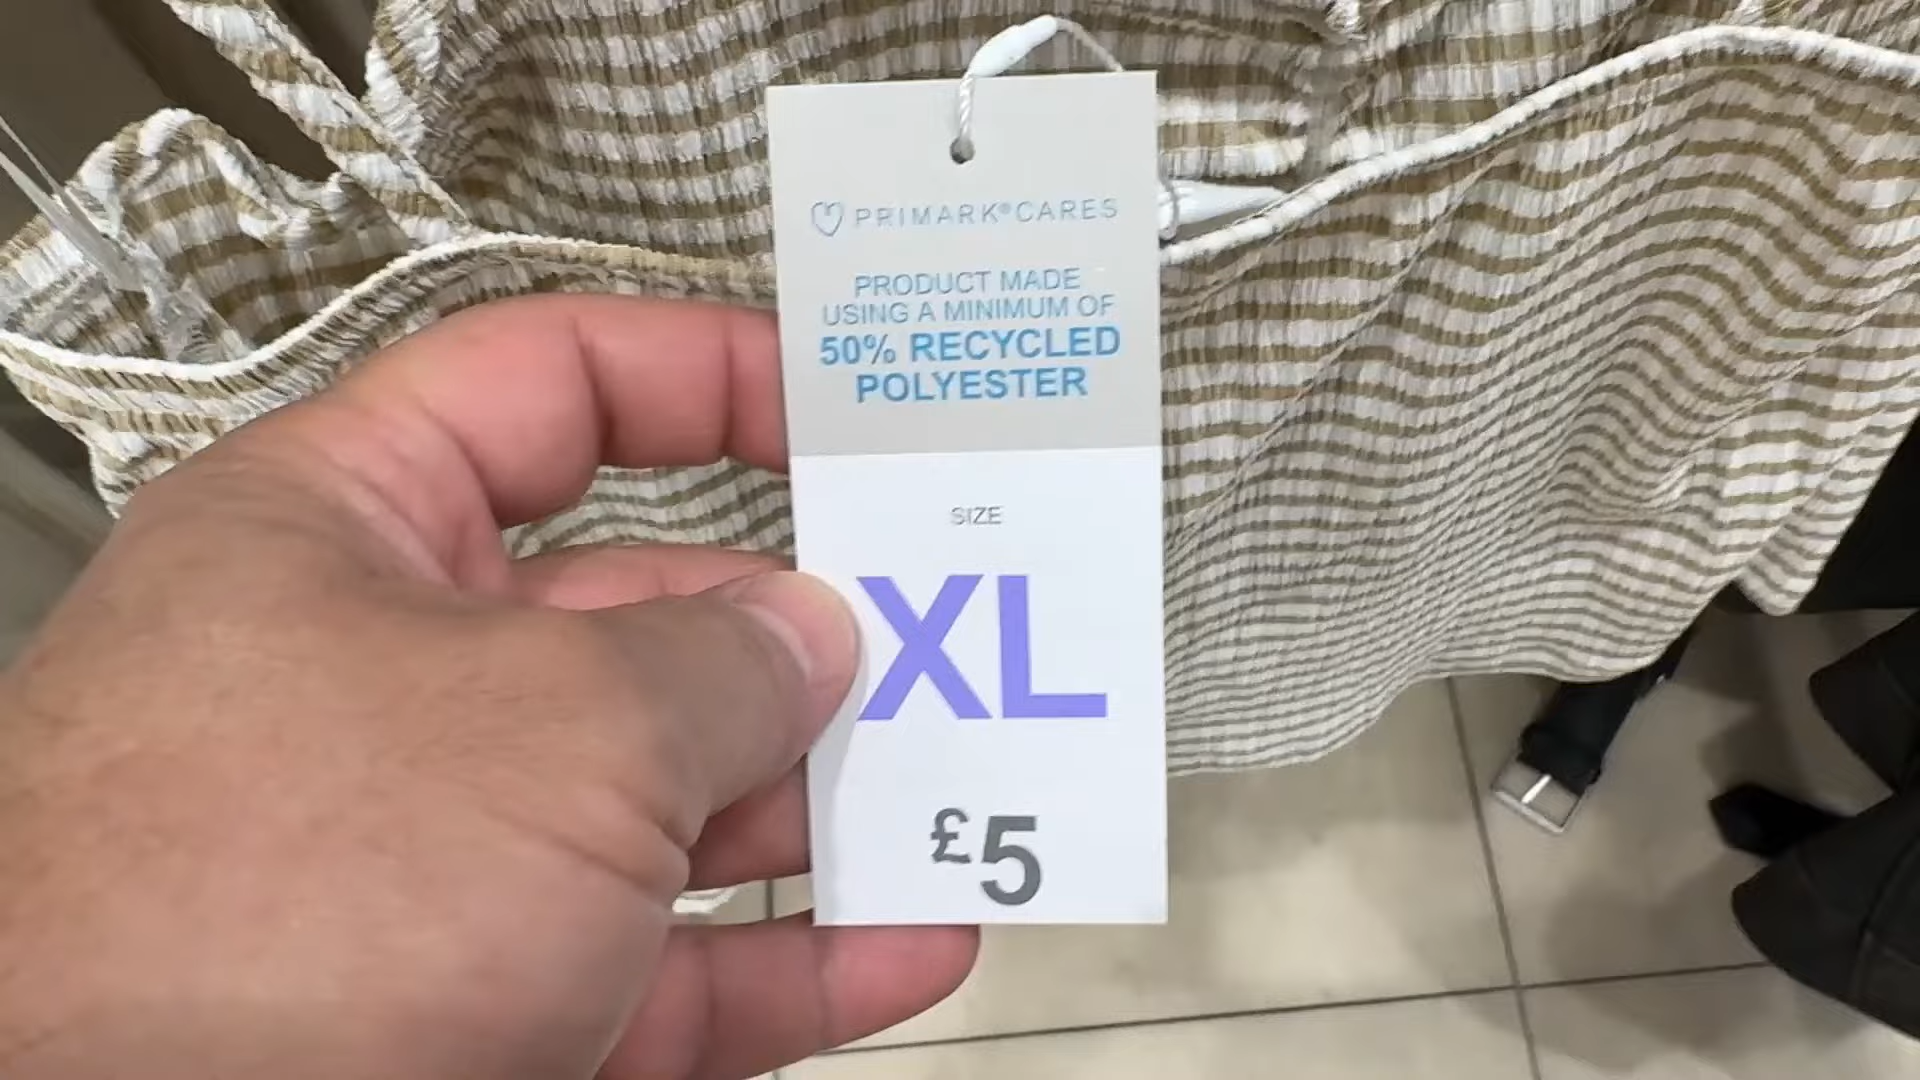 PRIMARK®CARES
PRODUCT MADE
USING A MINIMUM OF
50% RECYCLED
POLYESTER
SIZE
XL
£5